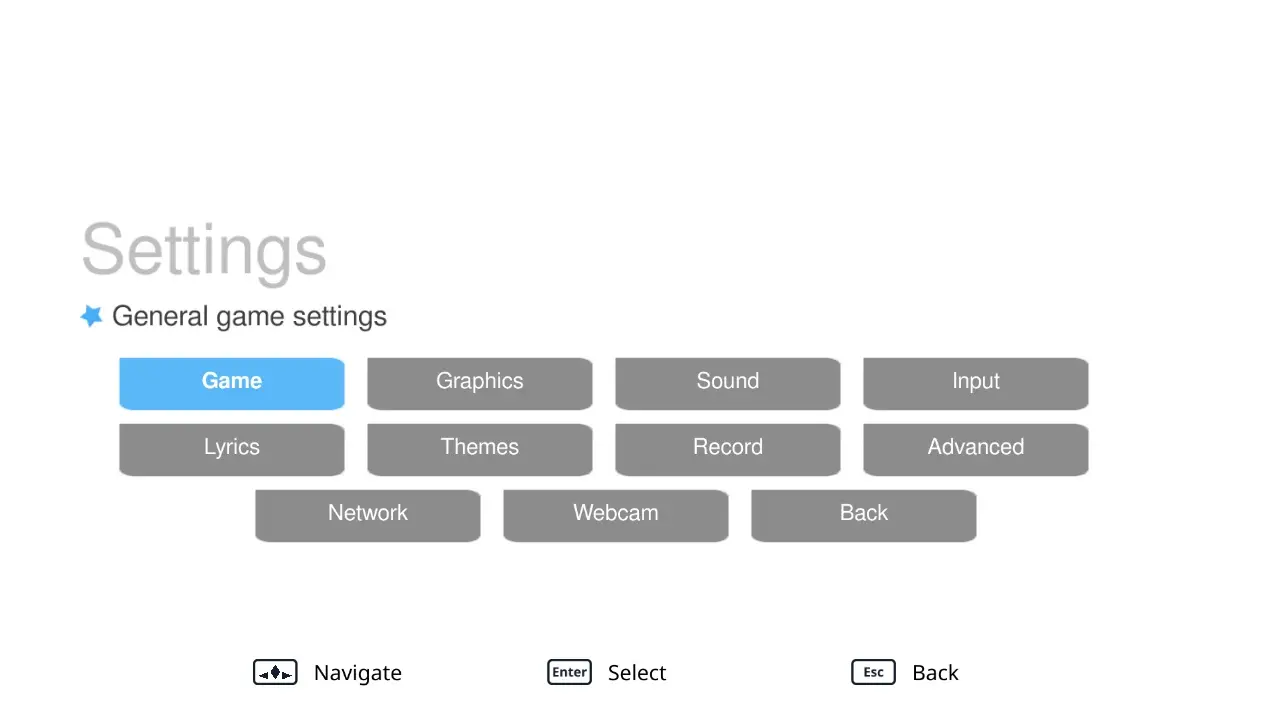 Settings
General game settings
Game Graphics Sound Input
Lyrics Themes Record Advanced
Network Webcam Back
Navigate Enter Select Esc Back